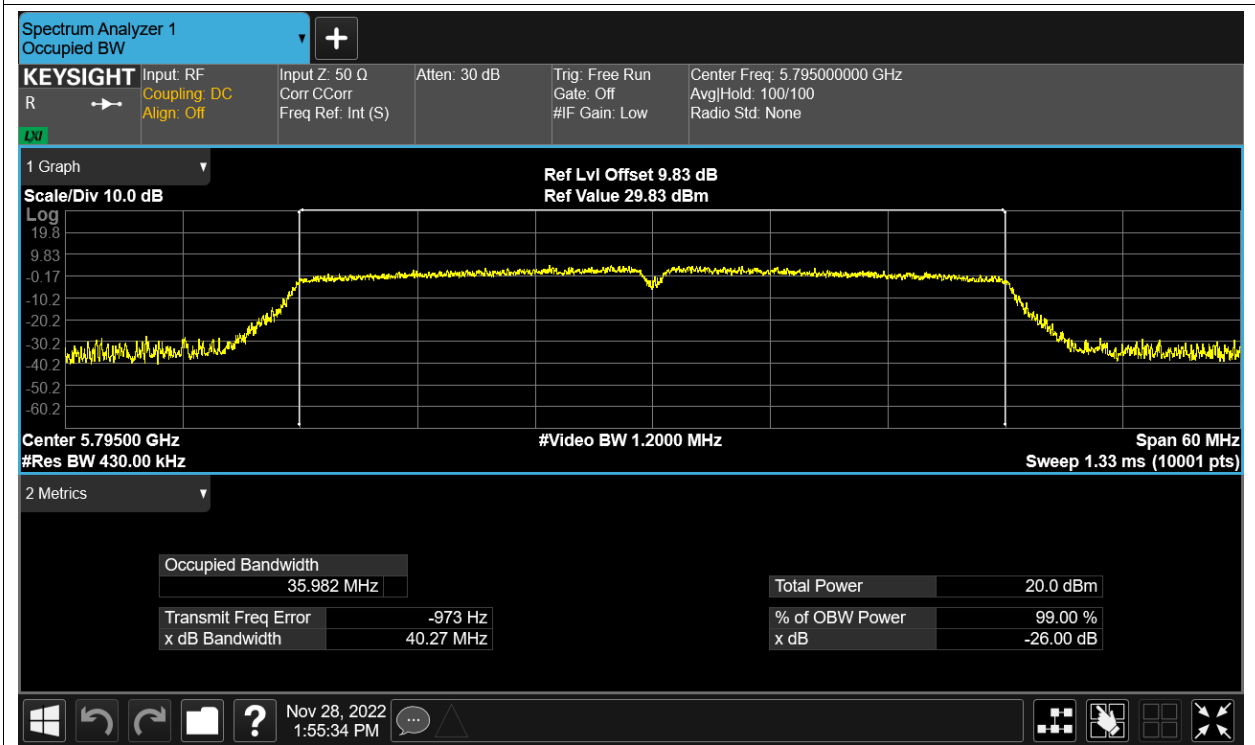 Spectrum Analyzer 1
Occupied BW
KEYSIGHT
R
LXI
Input: RF
Coupling: DC
Align: Off
Input Z: 50 Ω
Corr CCorr
Freq Ref: Int (S)
Atten: 30 dB
Trig: Free Run
Gate: Off
#IF Gain: Low
Center Freq: 5.795000000 GHz
Avg|Hold: 100/100
Radio Std: None
1 Graph
Scale/Div 10.0 dB
Ref Lvl Offset 9.83 dB
Ref Value 29.83 dBm
Log
19.8
9.83
-0.17
-10.2
-20.2
-30.2
-40.2
-50.2
-60.2
Center 5.79500 GHz
#Res BW 430.00 kHz
#Video BW 1.2000 MHz
Span 60 MHz
Sweep 1.33 ms (10001 pts)
2 Metrics
Occupied Bandwidth
35.982 MHz
Transmit Freq Error -973 Hz
x dB Bandwidth 40.27 MHz
Total Power 20.0 dBm
% of OBW Power 99.00 %
x dB -26.00 dB
?
Nov 28, 2022
1:55:34 PM